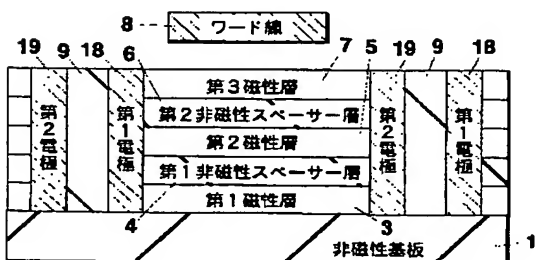 8
ワード線
19
9
18
6
7
5
19
9
18
第2電極
第1電極
第3磁性層
第2非磁性スペーサー層
第2磁性層
第1非磁性スペーサー層
第1磁性層
第2電極
第1電極
4
3
非磁性基板
1